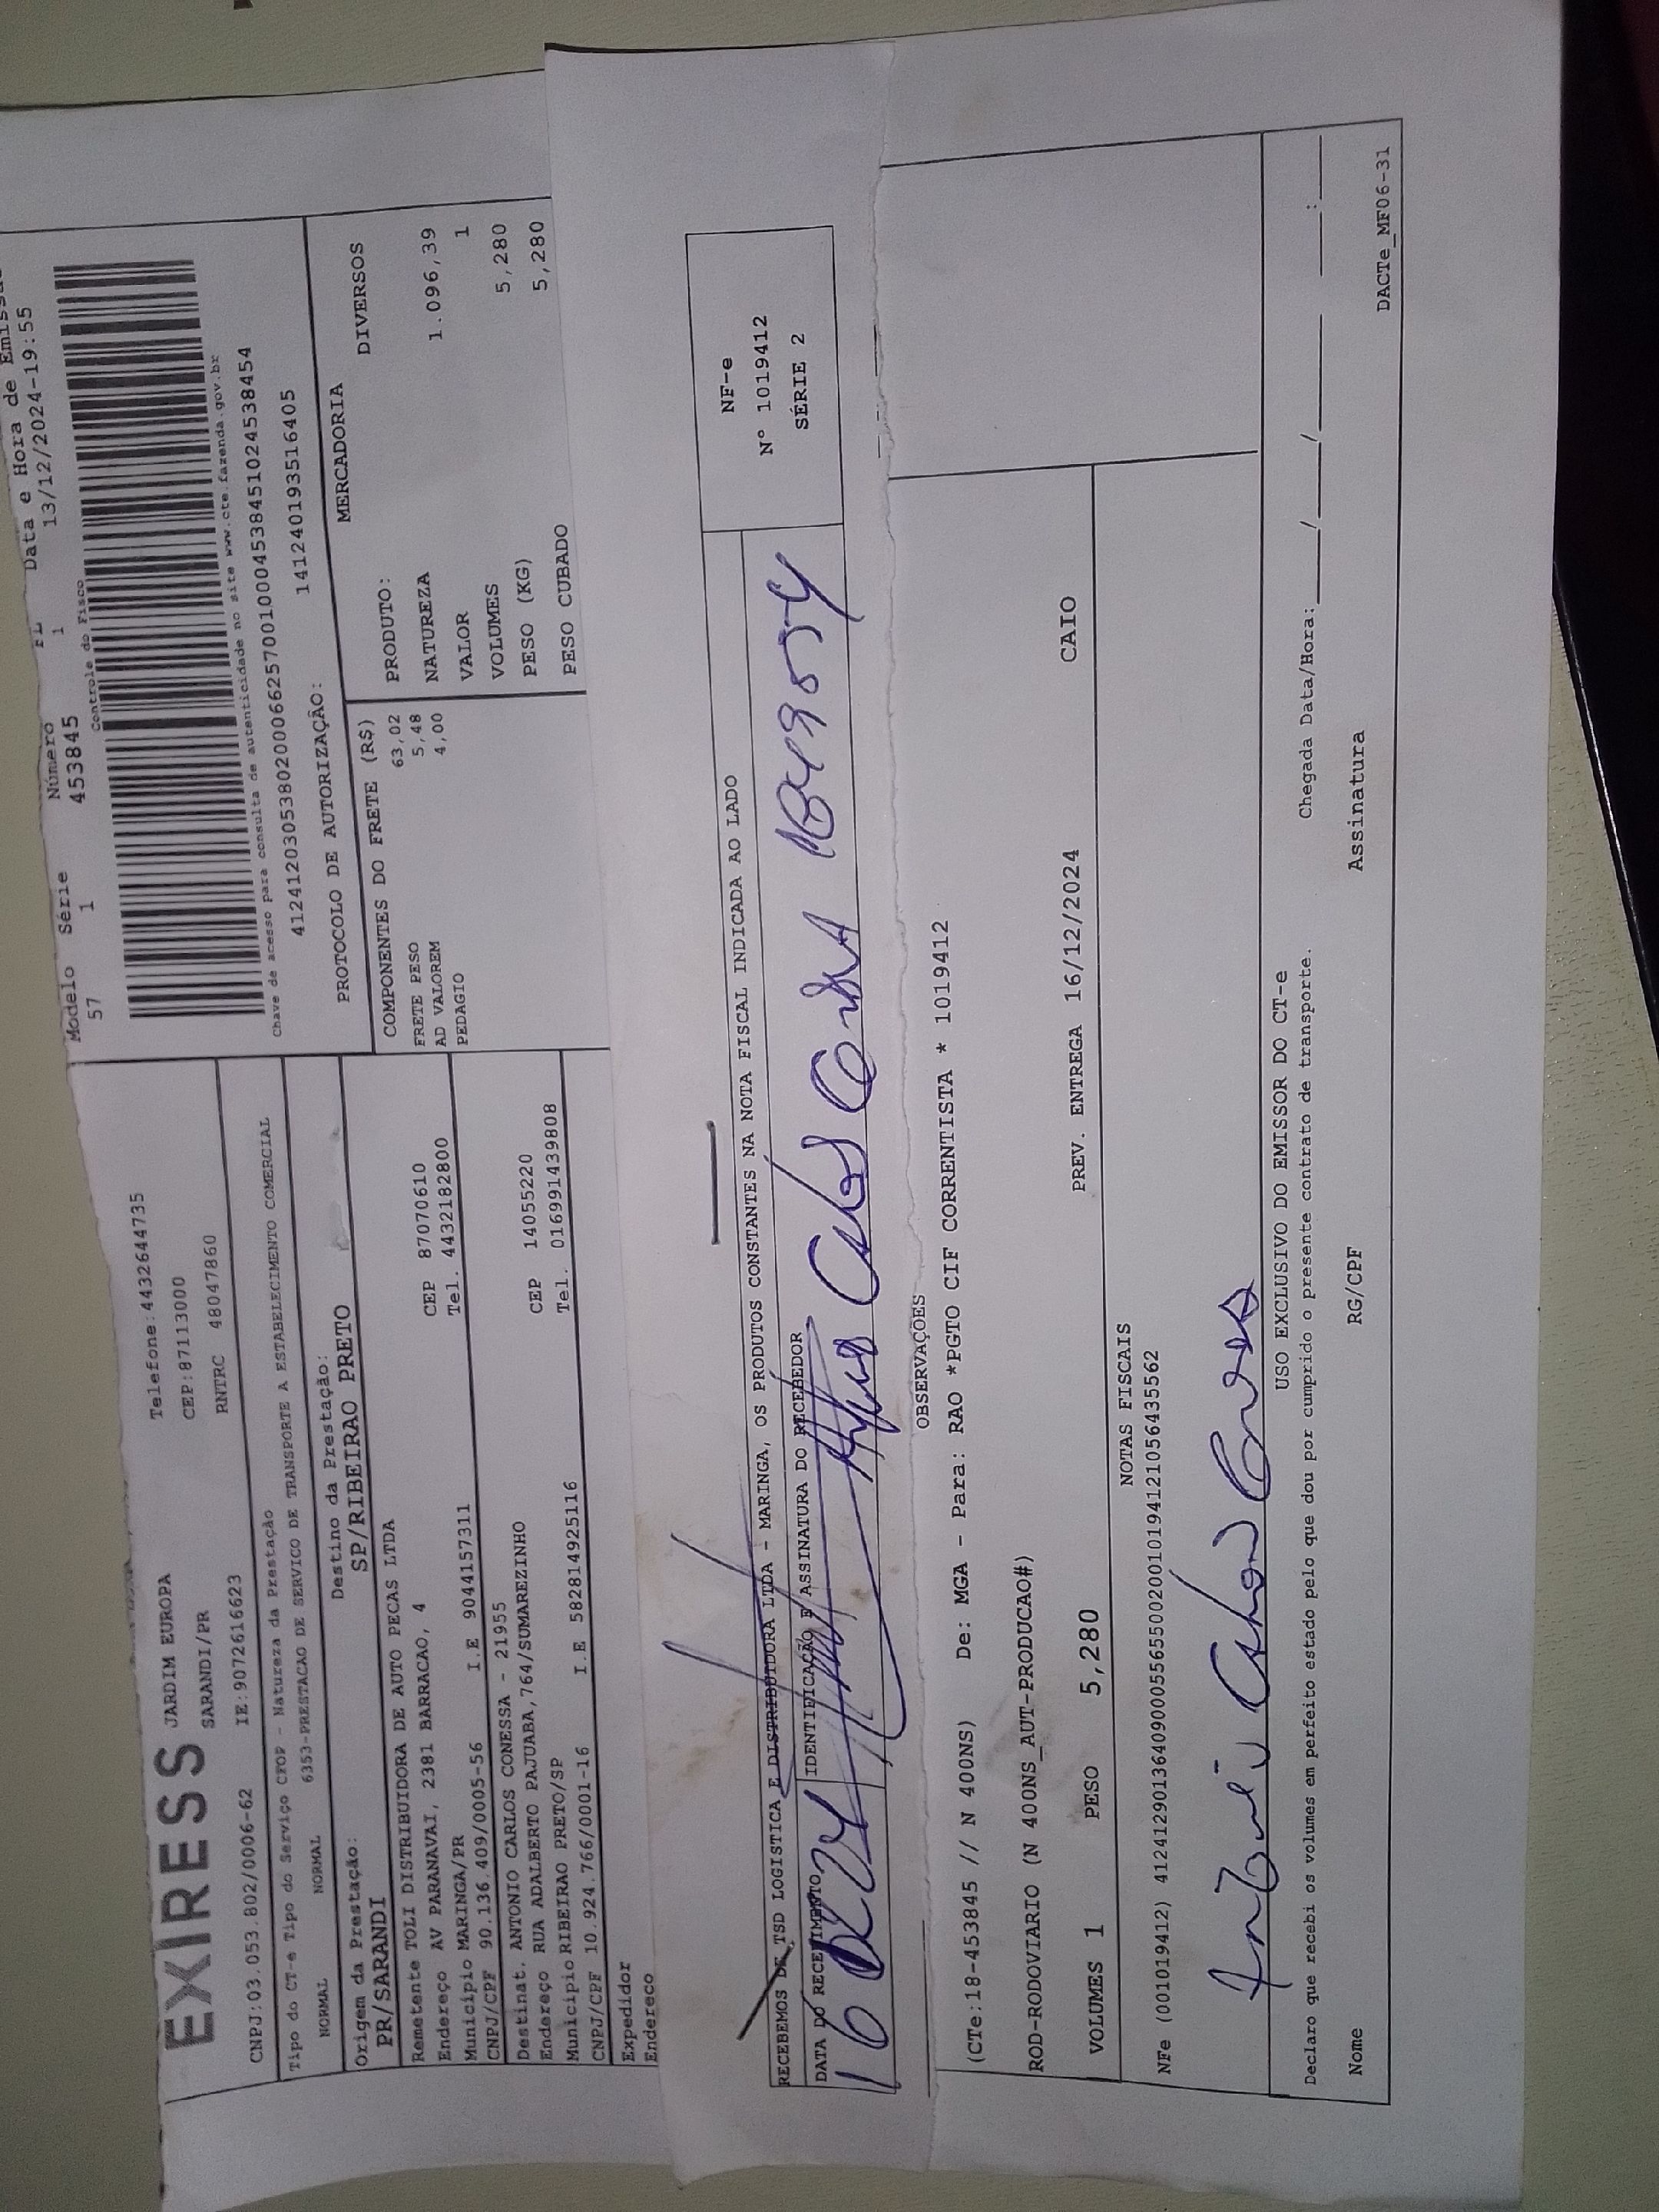 EXIRESS
JARDIM EUROPA
SARANDI/PR
Telefone:4432644735
CEP:87113000
CNPJ:03.053.802/0006-62 IE:9072616623 RNTRC 48047860
Tipo do CT-e Tipo do Serviço CFOP - Natureza da Prestação
NORMAL NORMAL 6353-PRESTACAO DE SERVICO DE TRANSPORTE A ESTABELECIMENTO COMERCIAL
Origem da Prestação: Destino da Prestação:
PR/SARANDI SP/RIBEIRAO PRETO
Remetente TOLI DISTRIBUIDORA DE AUTO PECAS LTDA
Endereço AV PARANAVAI, 2381 BARRACAO, 4 CEP 87070610
Município MARINGA/PR Tel. 443218280​0
CNPJ/CPF 90.136.409/0005-56 I.E 9044157311
Destinat. ANTONIO CARLOS CONESSA - 21955
Endereço RUA ADALBERTO PAJUABA,764/SUMAREZINHO CEP 14055220
Município RIBEIRAO PRETO/SP Tel. 016991439808
CNPJ/CPF 10.924.766/0001-16 I.E 582814925116
Expedidor
Endereco
Modelo Série Número FL Data e Hora de Emissão
57 1 453845 1 13/12/2024-19:55
Controle do Fisco
Chave de acesso para consulta de autenticidade no site www.cte.fazenda.gov.br
41241203053802000662570010004538451024538454
PROTOCOLO DE AUTORIZAÇÃO: 141240193516405
COMPONENTES DO FRETE (R$)
FRETE PESO 63,02
AD VALOREM 5,48
PEDAGIO 4,00
MERCADORIA
PRODUTO: DIVERSOS
NATUREZA
VALOR 1.096,39
VOLUMES 1
PESO (KG) 5,280
PESO CUBADO 5,280
RECEBEMOS DE TSD LOGISTICA E DISTRIBUIDORA LTDA - MARINGA, OS PRODUTOS CONSTANTES NA NOTA FISCAL INDICADA AO LADO
DATA DO RECEBIMENTO IDENTIFICAÇÃO E ASSINATURA DO RECEBEDOR
NF-e
Nº 1019412
SÉRIE 2
OBSERVAÇÕES
(CTe:18-453845 // N 400NS) De: MGA - Para: RAO *PGTO CIF CORRENTISTA * 1019412
ROD-RODOVIARIO (N 400NS_AUT-PRODUCAO#)
VOLUMES 1 PESO 5,280 PREV. ENTREGA 16/12/2024 CAIO
NOTAS FISCAIS
NFe (001019412) 41241290136409000556550020010194121056435562
USO EXCLUSIVO DO EMISSOR DO CT-e
Declaro que recebi os volumes em perfeito estado pelo que dou por cumprido o presente contrato de transporte. Chegada Data/Hora:____/____/____ ___:___
Nome RG/CPF Assinatura
DACTe_MF06-31